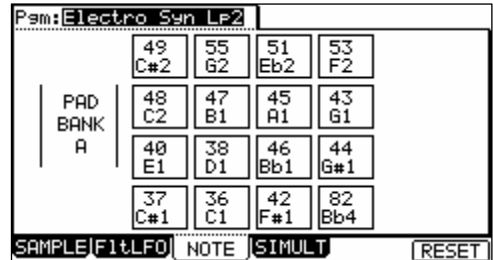 Pgm:Electro Syn Lp2
49 55 51 53
C#2 G2 Eb2 F2
PAD BANK A
48 47 45 43
C2 B1 A1 G1
40 38 46 44
E1 D1 Bb1 G#1
37 36 42 82
C#1 C1 F#1 Bb4
SAMPLE FltLFO NOTE SIMULT RESET